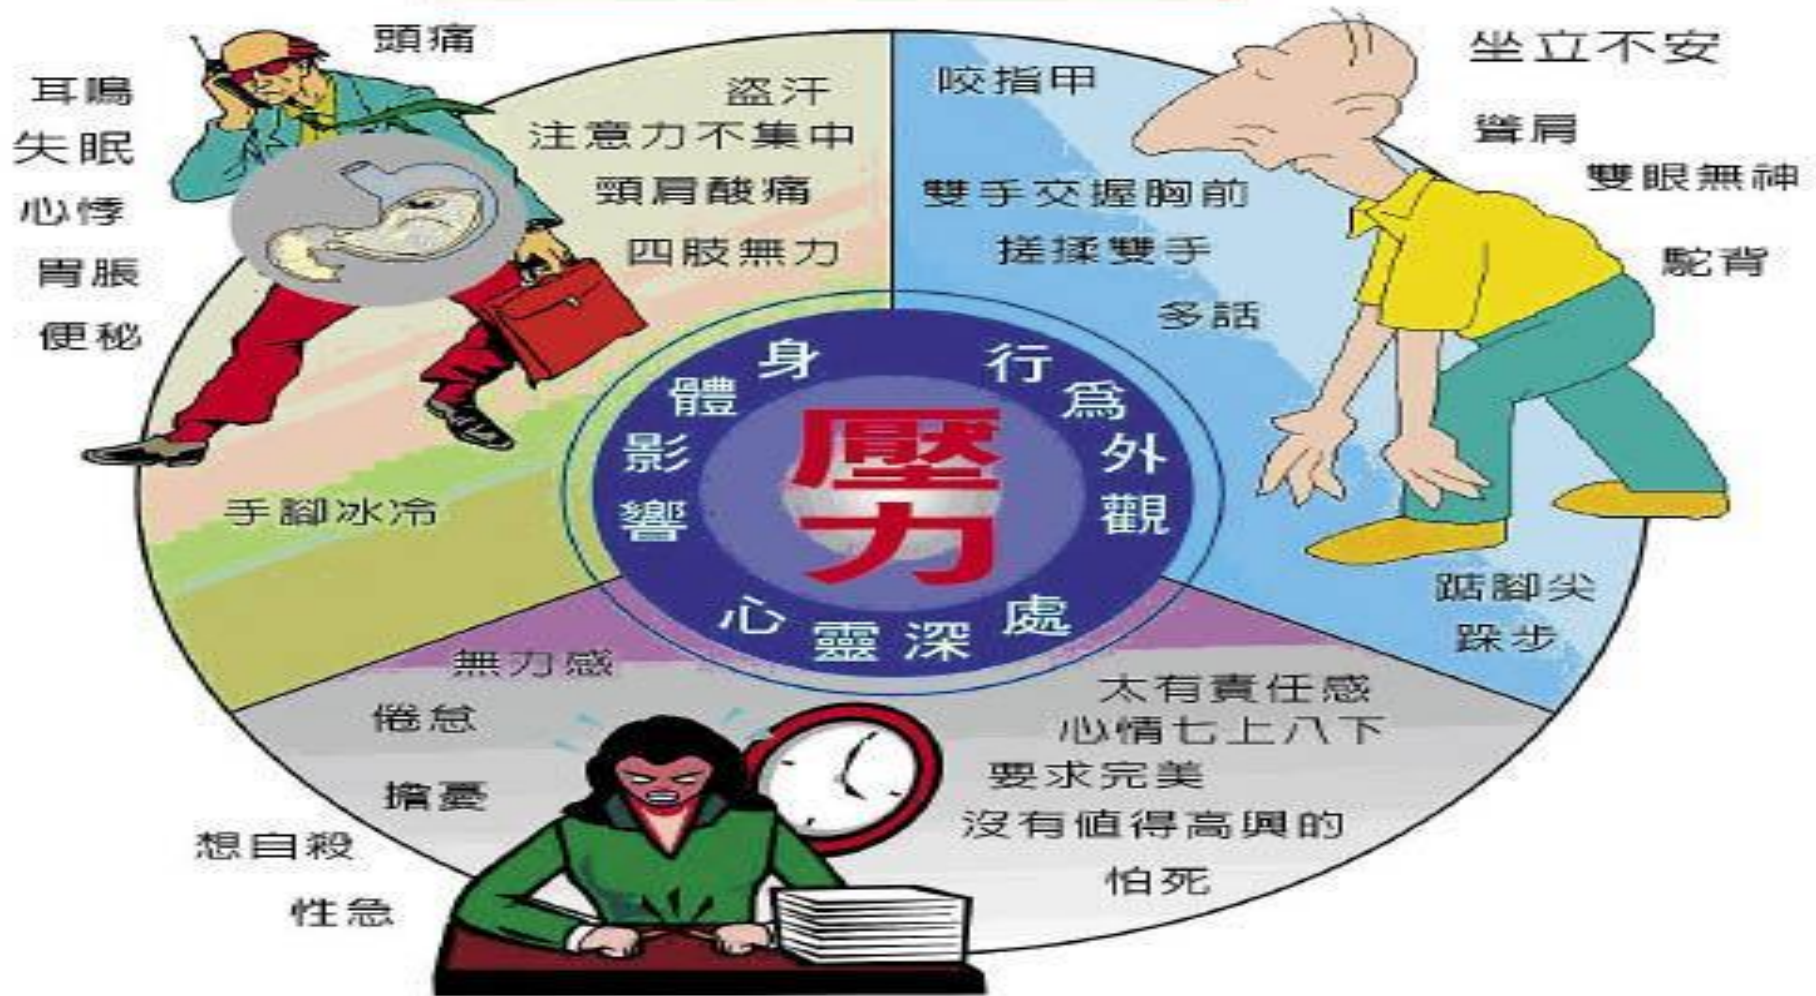 頭痛
耳鳴
失眠
心悸
胃脹
便秘
盜汗
注意力不集中
頸肩酸痛
四肢無力
手腳冰冷
咬指甲
雙手交握胸前
搓揉雙手
多話
坐立不安
聳肩
雙眼無神
駝背
踮腳尖
跺步
身體影響
行為外觀
心靈深處
壓力
無力感
倦怠
擔憂
想自殺
性急
太有責任感
心情七上八下
要求完美
沒有值得高興的
怕死